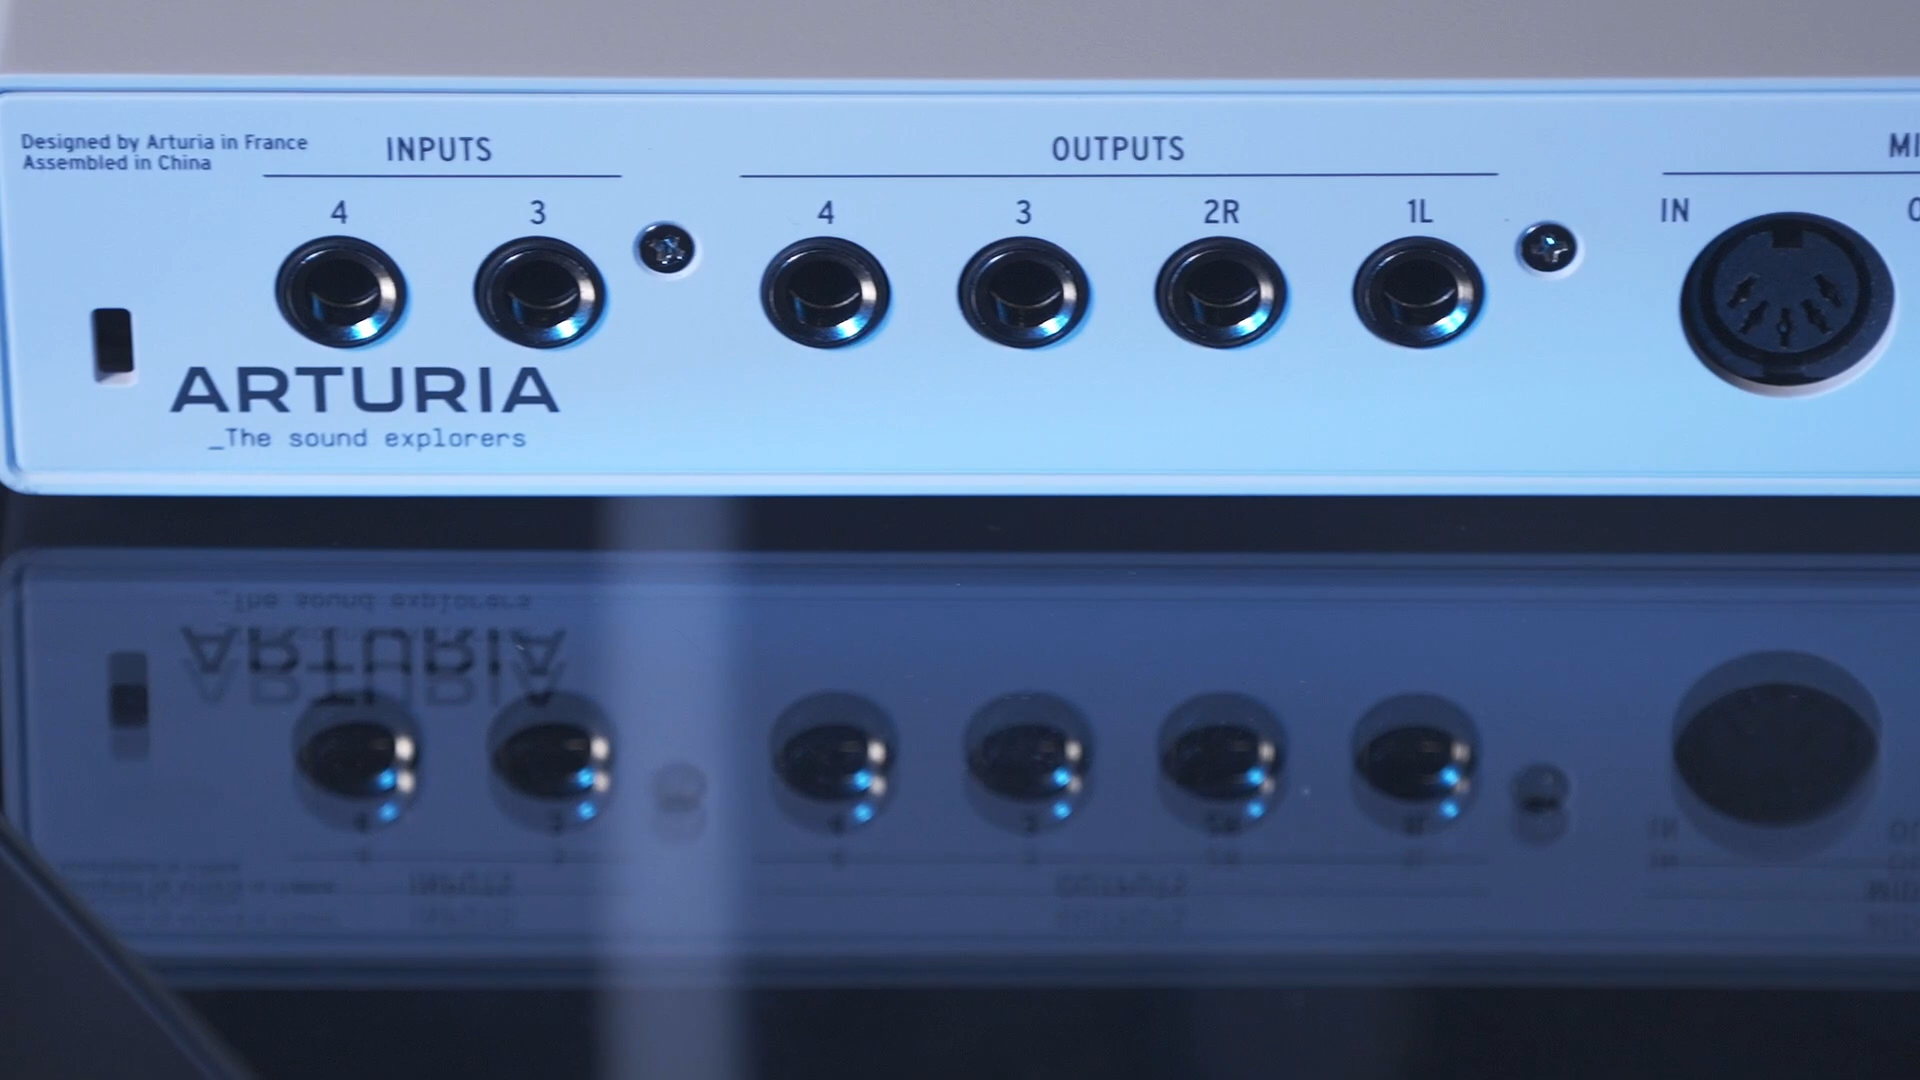 Designed by Arturia in France
Assembled in China
INPUTS
4 3
OUTPUTS
4 3 2R 1L
IN
ARTURIA
_The sound explorers